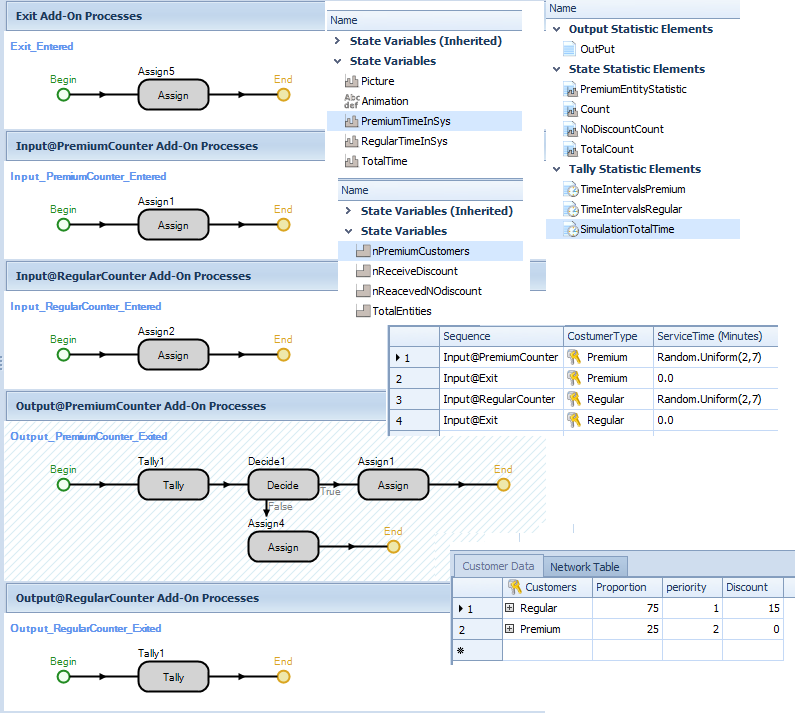 Exit Add-On Processes
Exit_Entered
Begin
Assign5
Assign
End
Input@PremiumCounter Add-On Processes
Input_PremiumCounter_Entered
Begin
Assign1
Assign
End
Input@RegularCounter Add-On Processes
Input_RegularCounter_Entered
Begin
Assign2
Assign
End
Output@PremiumCounter Add-On Processes
Output_PremiumCounter_Exited
Begin
Tally1
Tally
Decide1
Decide
True
False
Assign1
Assign
End
Assign4
Assign
End
Output@RegularCounter Add-On Processes
Output_RegularCounter_Exited
Begin
Tally1
Tally
End
Name
State Variables (Inherited)
State Variables
Picture
Abc def Animation
PremiumTimeInSys
RegularTimeInSys
TotalTime
Name
State Variables (Inherited)
State Variables
nPremiumCustomers
nReceiveDiscount
nReacevedNOdiscount
TotalEntities
Name
Output Statistic Elements
OutPut
State Statistic Elements
PremiumEntityStatistic
Count
NoDiscountCount
TotalCount
Tally Statistic Elements
TimeIntervalsPremium
TimeIntervalsRegular
SimulationTotalTime
Sequence CostumerType ServiceTime (Minutes)
1 Input@PremiumCounter Premium Random.Uniform(2,7)
2 Input@Exit Premium 0.0
3 Input@RegularCounter Regular Random.Uniform(2,7)
4 Input@Exit Regular 0.0
Customer Data Network Table
Customers Proportion periority Discount
1 Regular 75 1 15
2 Premium 25 2 0